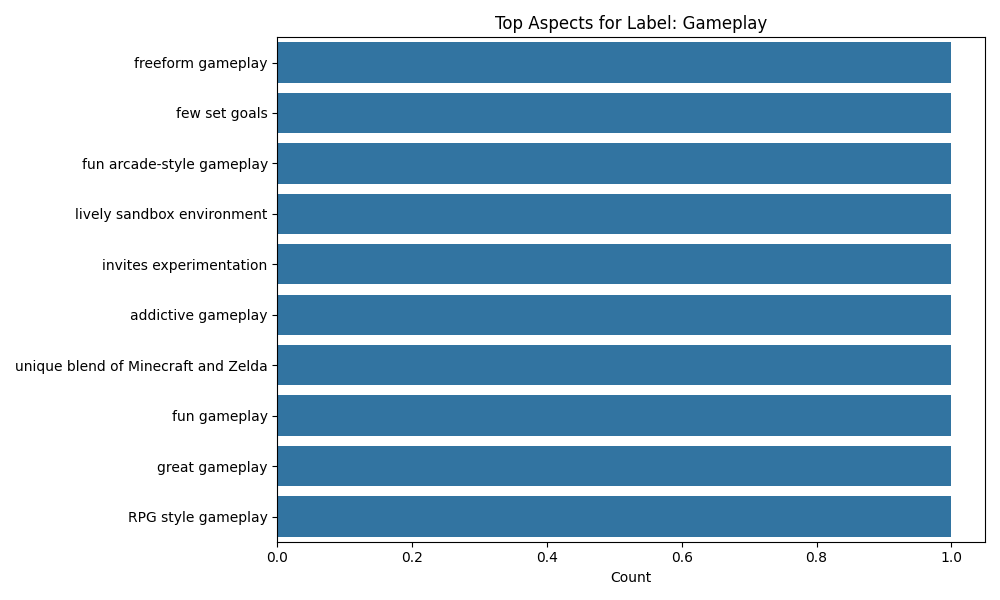 Top Aspects for Label: Gameplay
freeform gameplay
few set goals
fun arcade-style gameplay
lively sandbox environment
invites experimentation
addictive gameplay
unique blend of Minecraft and Zelda
fun gameplay
great gameplay
RPG style gameplay
0.0 0.2 0.4 0.6 0.8 1.0
Count